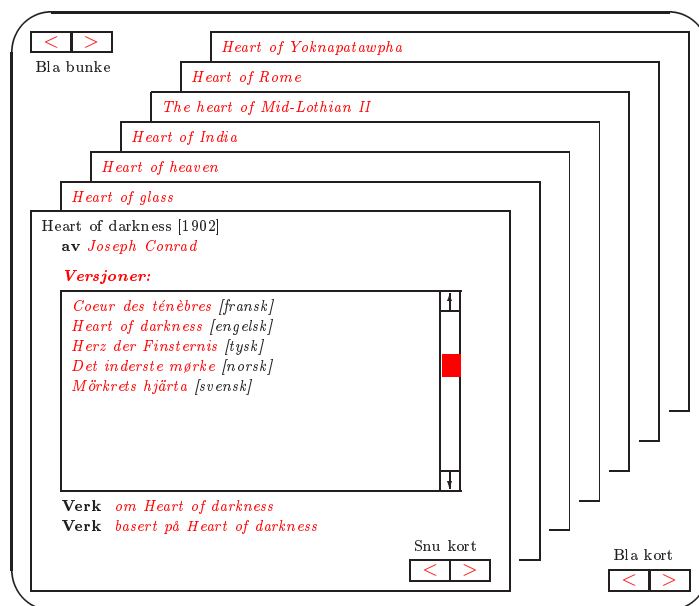 < >
Bla bunke
Heart of Yoknapatawpha
Heart of Rome
The heart of Mid-Lothian II
Heart of India
Heart of heaven
Heart of glass
Heart of darkness [1902]
av Joseph Conrad
Versjoner:
Coeur des ténèbres [fransk]
Heart of darkness [engelsk]
Herz der Finsternis [tysk]
Det inderste mørke [norsk]
Mörkrets hjärta [svensk]
Verk om Heart of darkness
Verk basert på Heart of darkness
Snu kort
< >
Bla kort
< >